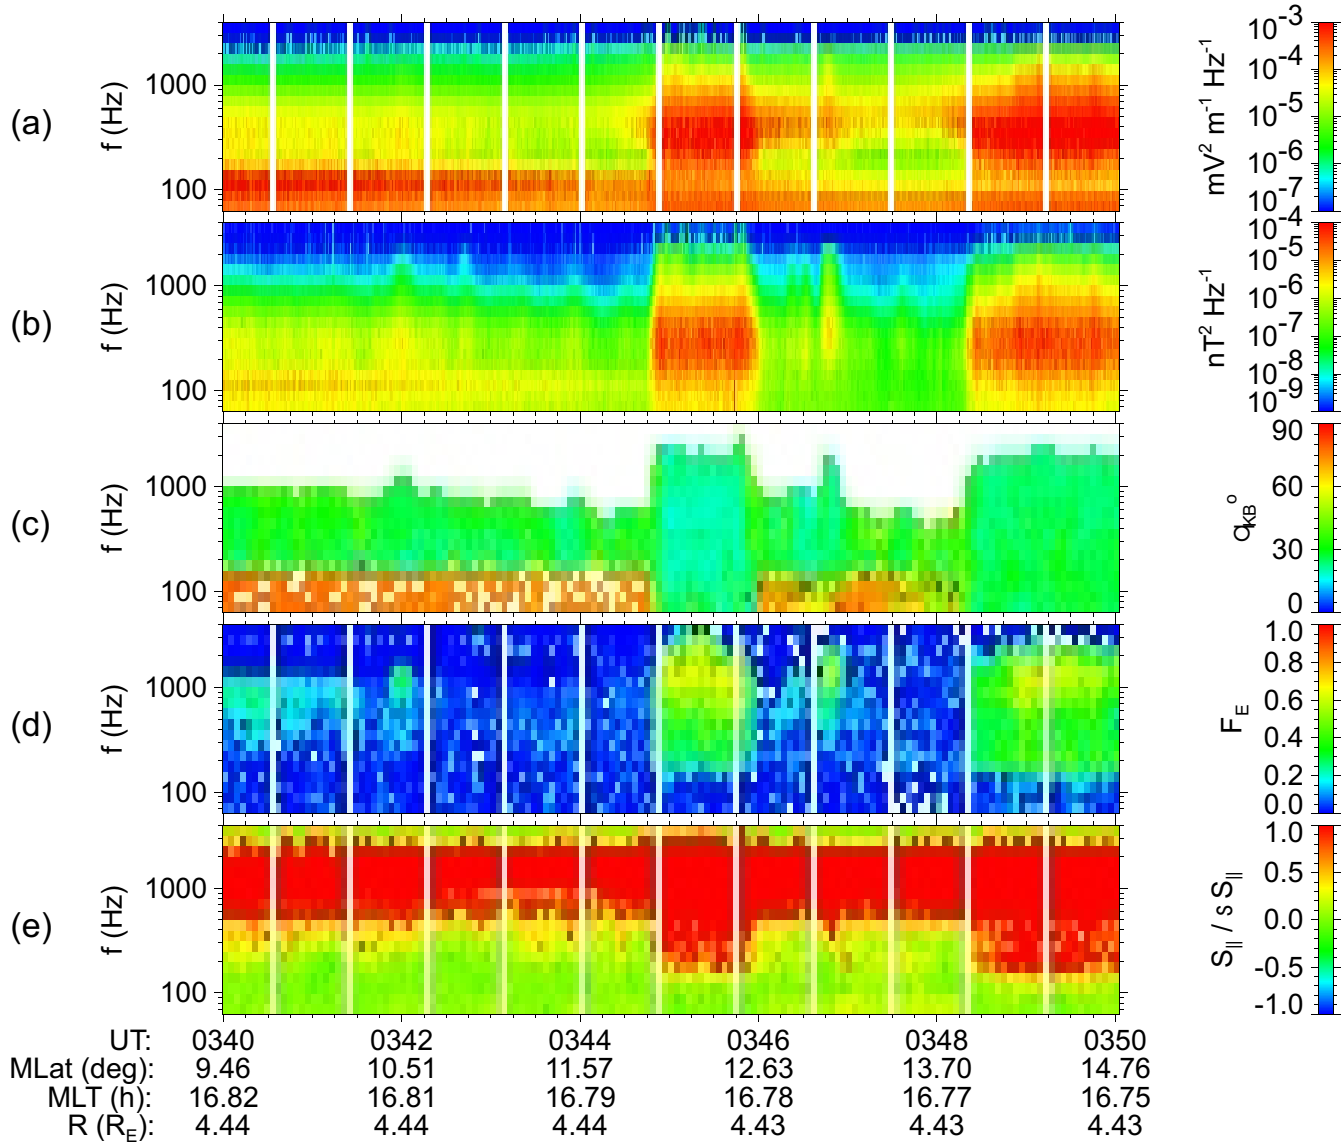 (a)
f (Hz)
1000
100
10-3
10-4
10-5
10-6
10-7
10-4
mV2 m-1 Hz-1
(b)
f (Hz)
1000
100
10-4
10-5
10-6
10-7
10-8
10-9
nT2 Hz-1
(c)
f (Hz)
1000
100
90
60
30
0
qKBo
(d)
f (Hz)
1000
100
1.0
0.8
0.6
0.4
0.2
0.0
FE
(e)
f (Hz)
1000
100
1.0
0.5
0.0
-0.5
-1.0
S|| / s S||
UT: 0340 0342 0344 0346 0348 0350
MLat (deg): 9.46 10.51 11.57 12.63 13.70 14.76
MLT (h): 16.82 16.81 16.79 16.78 16.77 16.75
R (RE): 4.44 4.44 4.44 4.43 4.43 4.43